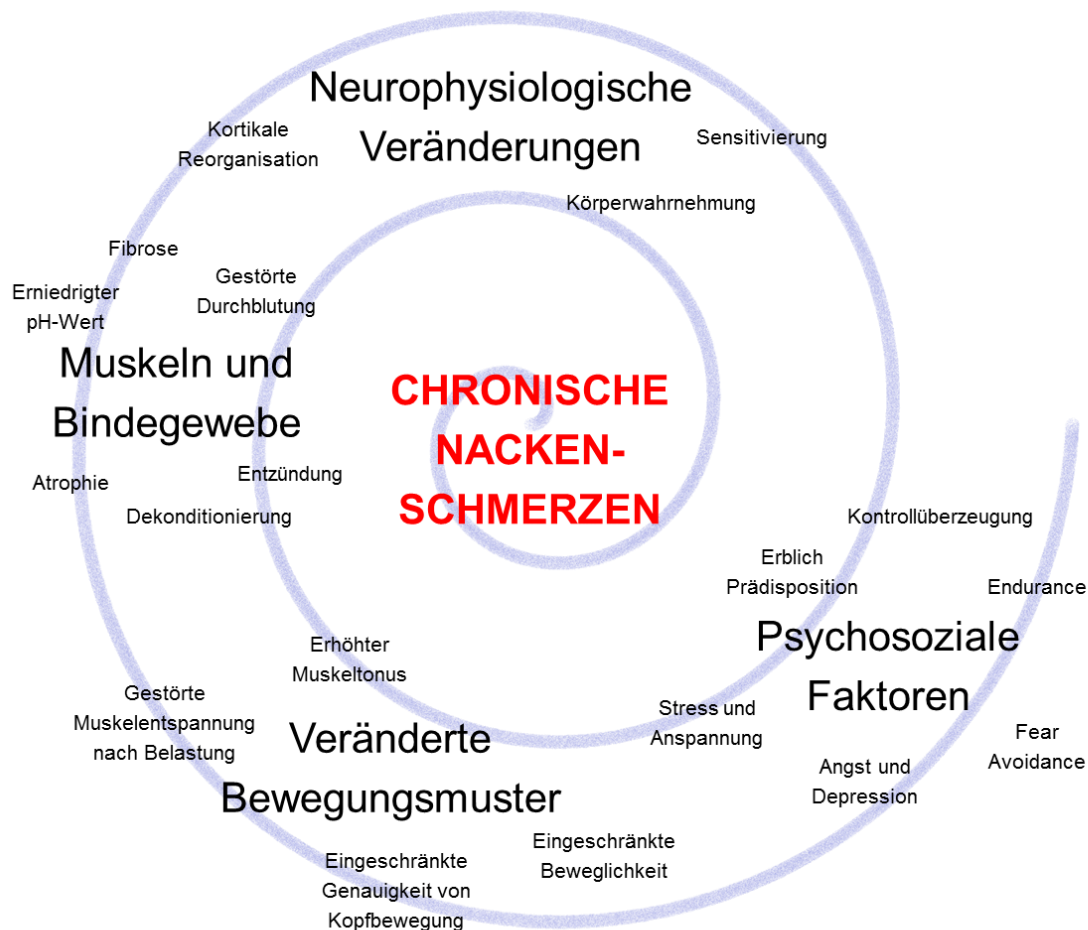 Neurophysiologische
Veränderungen
Kortikale
Reorganisation
Sensitivierung
Körperwahrnehmung
Fibrose
Erniedrigter
pH-Wert
Gestörte
Durchblutung
Muskeln und
Bindegewebe
Atrophie
Entzündung
Dekonditionierung
CHRONISCHE
NACKEN-
SCHMERZEN
Kontrollüberzeugung
Erblich
Prädisposition
Endurance
Psychosoziale
Faktoren
Stress und
Anspannung
Angst und
Depression
Fear
Avoidance
Erhöhter
Muskeltonus
Gestörte
Muskelentspannung
nach Belastung
Veränderte
Bewegungsmuster
Eingeschränkte
Genauigkeit von
Kopfbewegung
Eingeschränkte
Beweglichkeit